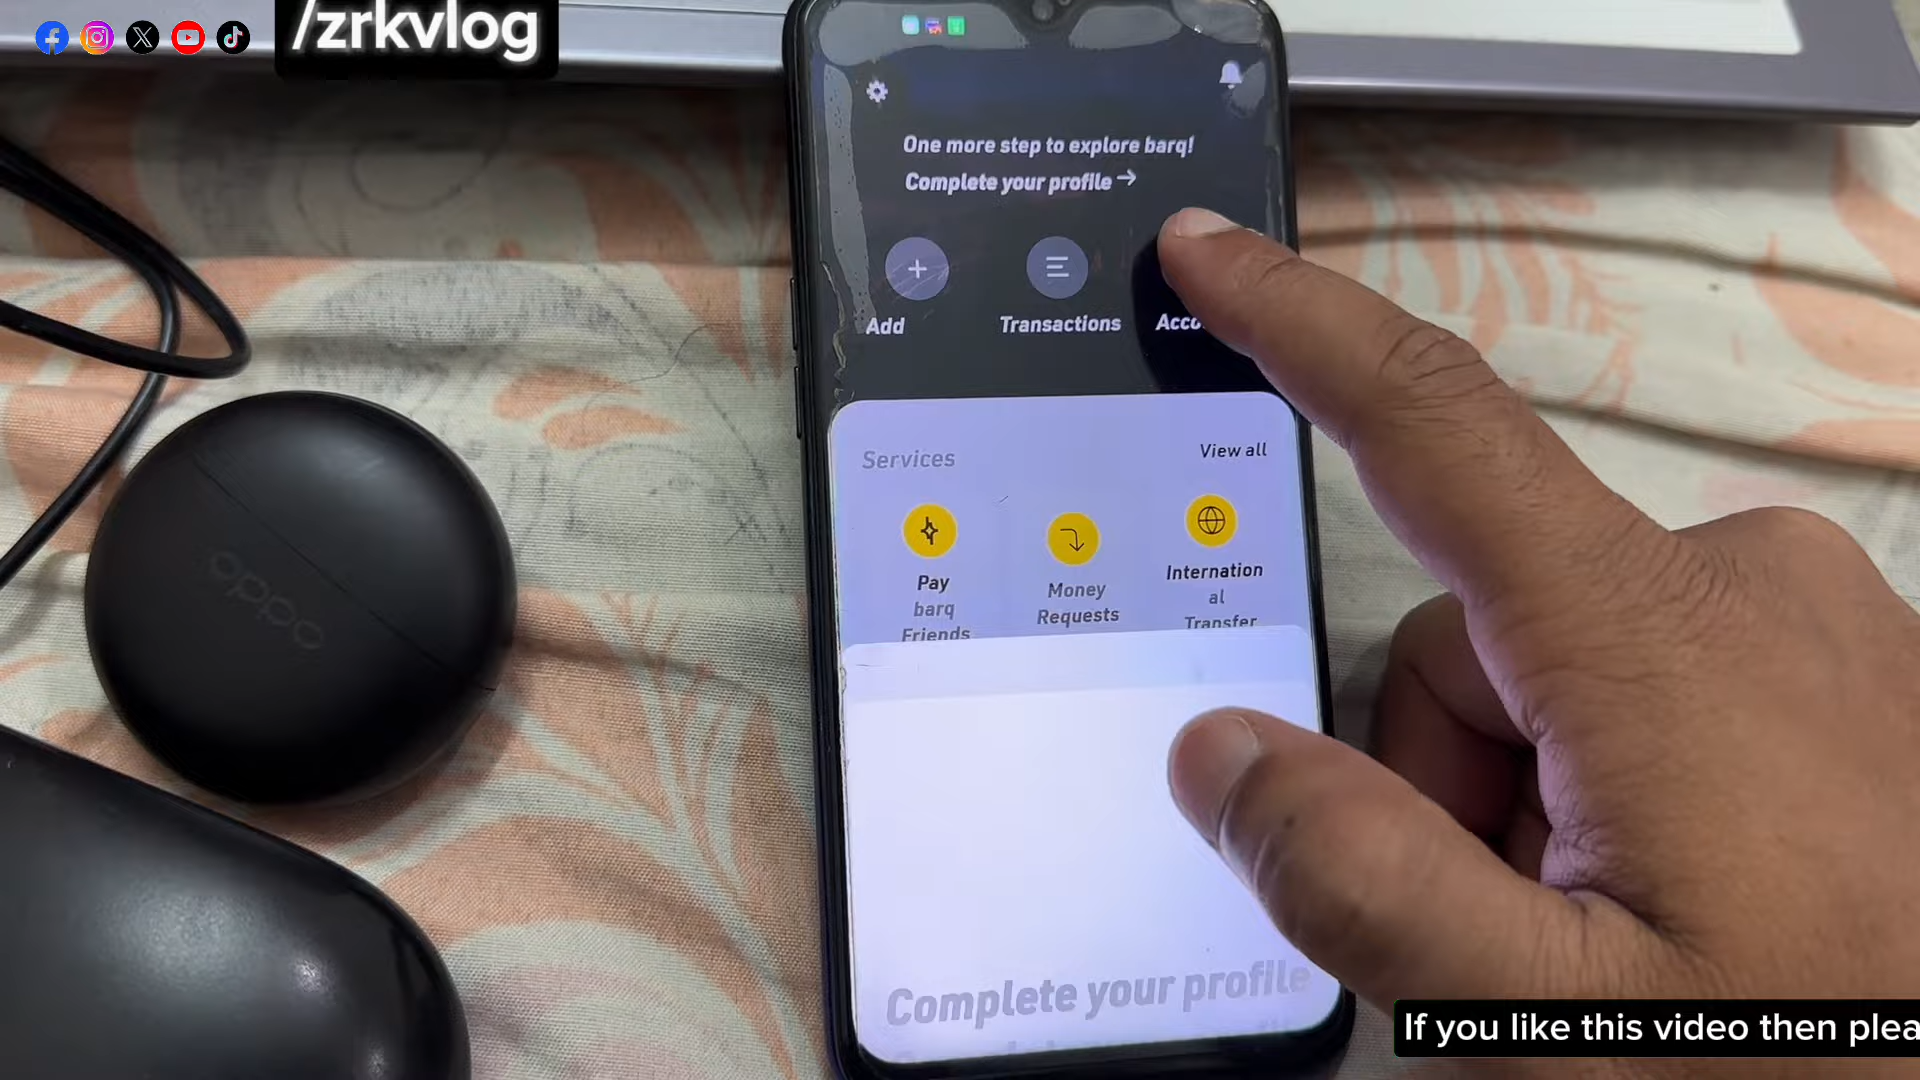 /zrkvlog
One more step to explore barq!
Complete your profile →
Add
Transactions
Services
View all
Pay
barq
Friends
Money
Requests
Internation
al
Transfer
oppo
Complete your profile
If you like this video then plea